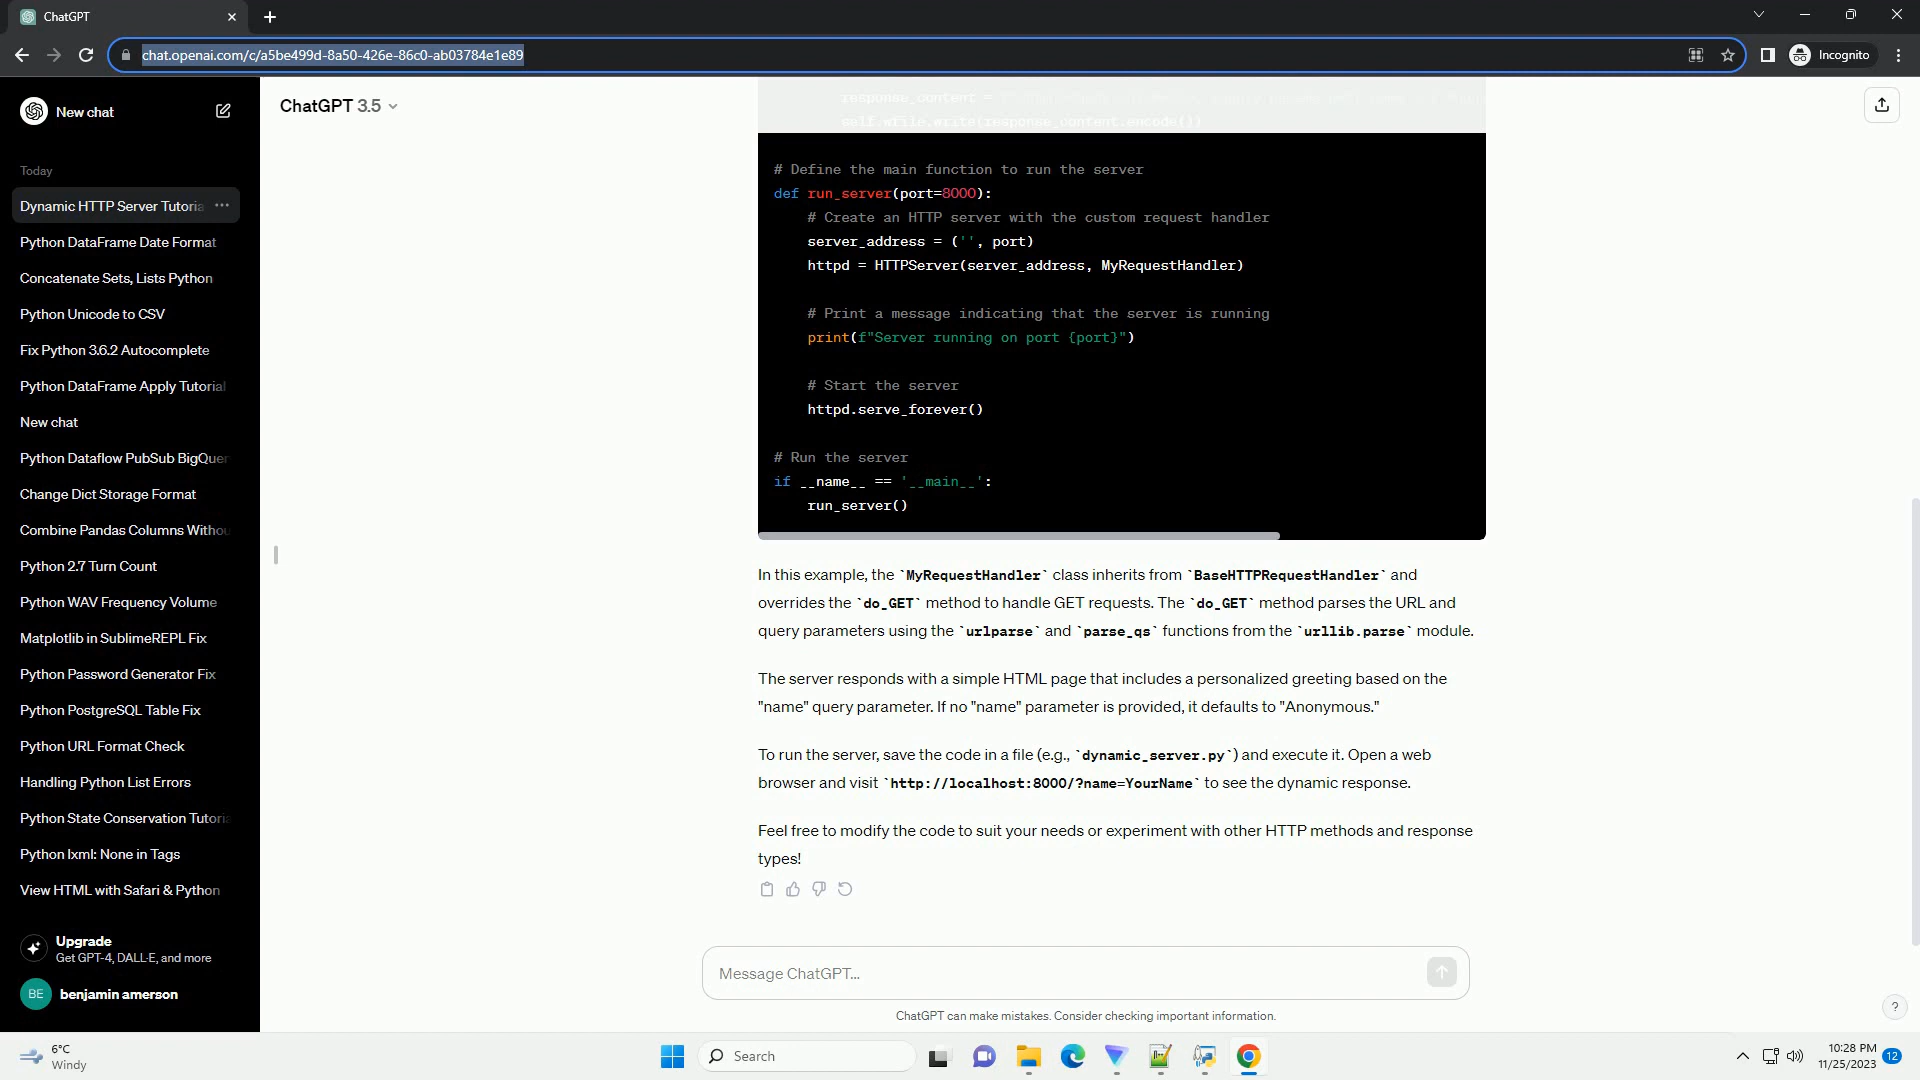 ChatGPT
chat.openai.com/c/a5be499d-8a50-426e-86c0-ab03784e1e89
Incognito
New chat
ChatGPT 3.5
Today
Dynamic HTTP Server Tutoria
Python DataFrame Date Format
Concatenate Sets, Lists Python
Python Unicode to CSV
Fix Python 3.6.2 Autocomplete
Python DataFrame Apply Tutorial
New chat
Python Dataflow PubSub BigQuer
Change Dict Storage Format
Combine Pandas Columns Withou
Python 2.7 Turn Count
Python WAV Frequency Volume
Matplotlib in SublimeREPL Fix
Python Password Generator Fix
Python PostgreSQL Table Fix
Python URL Format Check
Handling Python List Errors
Python State Conservation Tutoria
Python lxml: None in Tags
View HTML with Safari & Python
Upgrade
Get GPT-4, DALL·E, and more
BE
benjamin amerson
response_content =
self.wfile.write(response_content.encode())
# Define the main function to run the server
def run_server(port=8000):
# Create an HTTP server with the custom request handler
server_address = ('', port)
httpd = HTTPServer(server_address, MyRequestHandler)
# Print a message indicating that the server is running
print(f"Server running on port {port}")
# Start the server
httpd.serve_forever()
# Run the server
if __name__ == '__main__':
run_server()
In this example, the `MyRequestHandler` class inherits from `BaseHTTPRequestHandler` and
overrides the `do_GET` method to handle GET requests. The `do_GET` method parses the URL and
query parameters using the `urlparse` and `parse_qs` functions from the `urllib.parse` module.
The server responds with a simple HTML page that includes a personalized greeting based on the
"name" query parameter. If no "name" parameter is provided, it defaults to "Anonymous."
To run the server, save the code in a file (e.g., `dynamic_server.py`) and execute it. Open a web
browser and visit `http://localhost:8000/?name=YourName` to see the dynamic response.
Feel free to modify the code to suit your needs or experiment with other HTTP methods and response
types!
Message ChatGPT...
ChatGPT can make mistakes. Consider checking important information.
?
6°C
Windy
Search
10:28 PM
11/25/2023
12